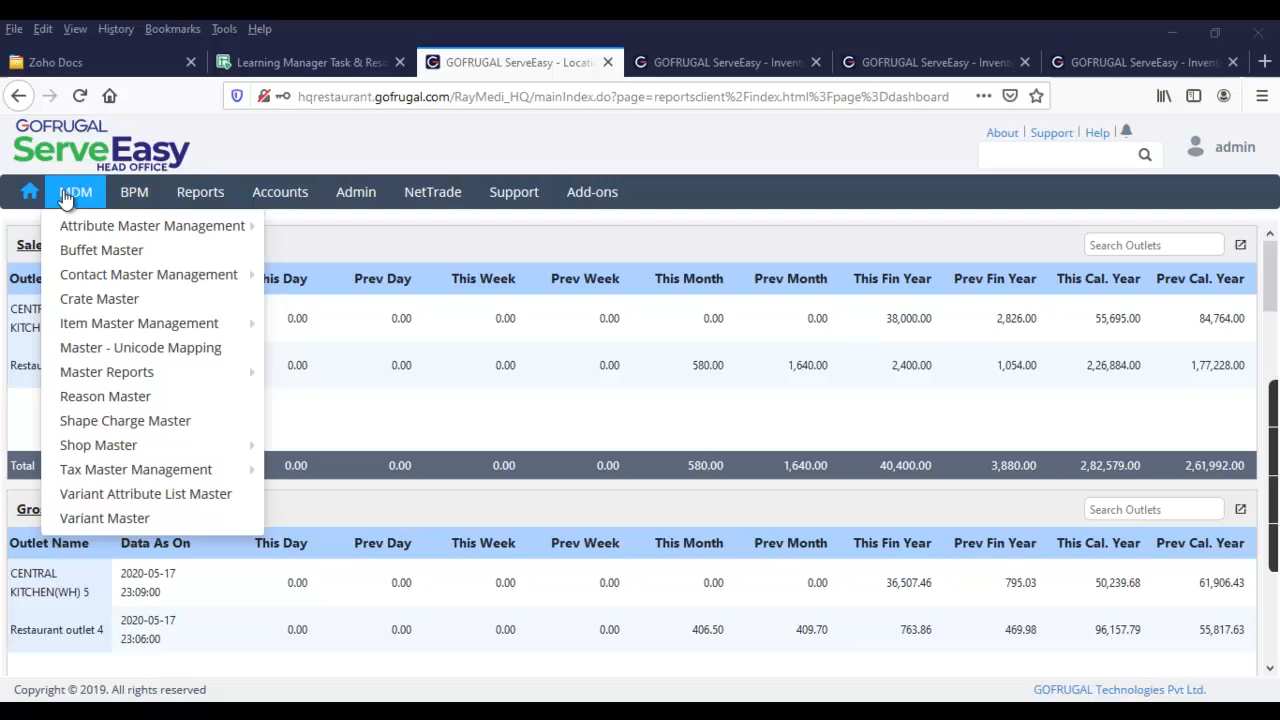 File Edit View History Bookmarks Tools Help
Zojo Docs
Learning Manager Task & Reso
GOFRUGAL ServeEasy - Locati
GOFRUGAL ServeEasy - Invent
GOFRUGAL ServeEasy - Invent
GOFRUGAL ServeEasy - Invent
hqrestaurant.gofrugal.com/RayMedi_HQ/mainIndex.do?page=reportsclient%2Findex.html%3Fpage%3Ddashboard
GOFRUGAL
ServeEasy
HEAD OFFICE
About | Support | Help |
admin
MDM BPM Reports Accounts Admin NetTrade Support Add-ons
Attribute Master Management
Buffet Master
Contact Master Management
Crate Master
Item Master Management
Master - Unicode Mapping
Master Reports
Reason Master
Shape Charge Master
Shop Master
Tax Master Management
Variant Attribute List Master
Variant Master
Sale
Search Outlets
Outle his Day Prev Day This Week Prev Week This Month Prev Month This Fin Year Prev Fin Year This Cal. Year Prev Cal. Year
CENTR
KITCH 0.00 0.00 0.00 0.00 0.00 0.00 38,000.00 2,826.00 55,695.00 84,764.00
Restau 0.00 0.00 0.00 0.00 580.00 1,640.00 2,400.00 1,054.00 2,26,884.00 1,77,228.00
Total 0.00 0.00 0.00 0.00 580.00 1,640.00 40,400.00 3,880.00 2,82,579.00 2,61,992.00
Gro
Search Outlets
Outlet Name Data As On This Day Prev Day This Week Prev Week This Month Prev Month This Fin Year Prev Fin Year This Cal. Year Prev Cal. Year
CENTRAL KITCHEN(WH) 5 2020-05-17 23:09:00 0.00 0.00 0.00 0.00 0.00 0.00 36,507.46 795.03 50,239.68 61,906.43
Restaurant outlet 4 2020-05-17 23:06:00 0.00 0.00 0.00 0.00 406.50 409.70 763.86 469.98 96,157.79 55,817.63
Copyright © 2019. All rights reserved
GOFRUGAL Technologies Pvt Ltd.